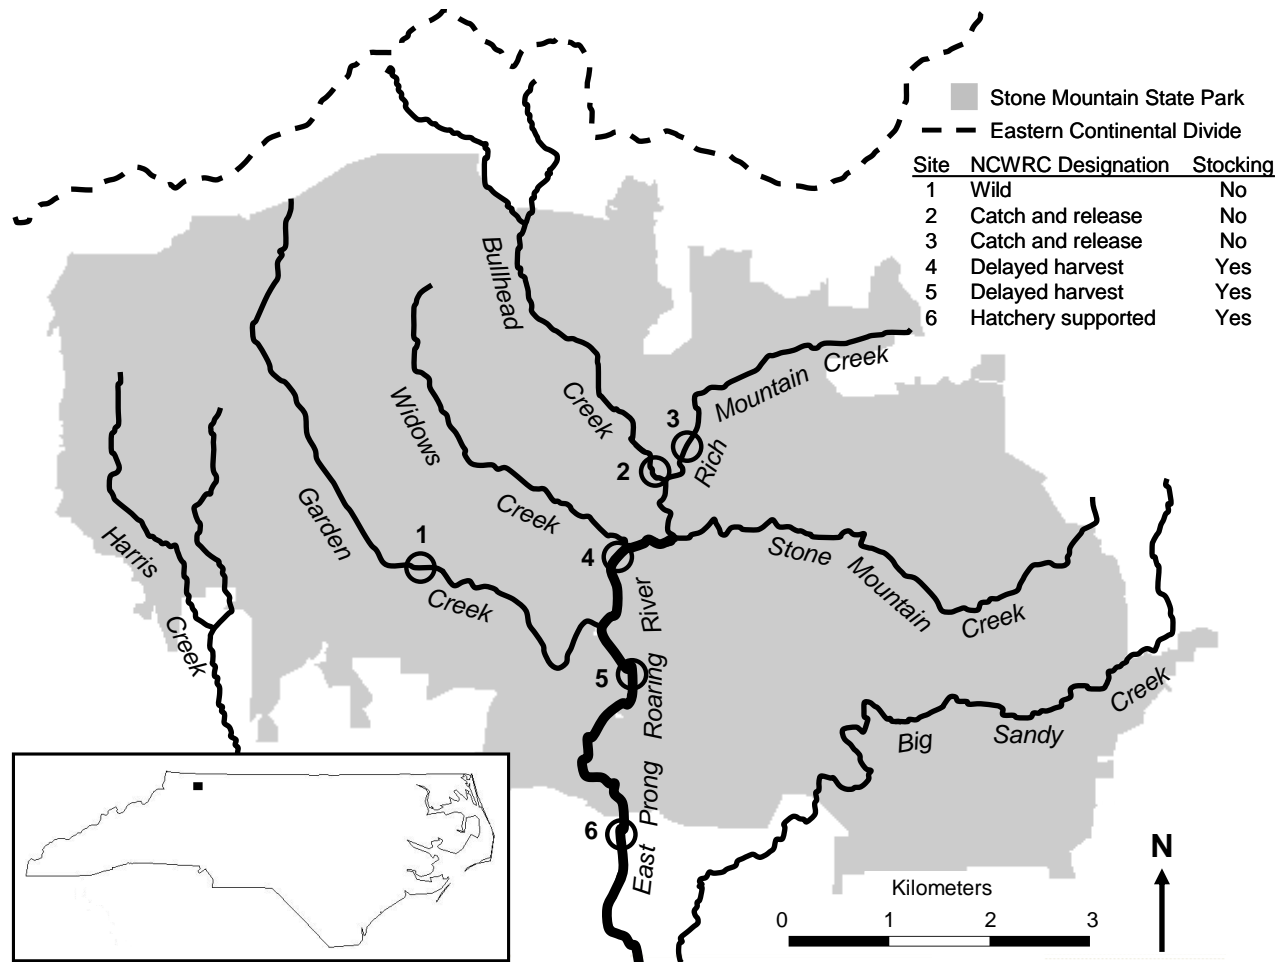 Stone Mountain State Park
Eastern Continental Divide
Site NCWRC Designation Stocking
1 Wild No
2 Catch and release No
3 Catch and release No
4 Delayed harvest Yes
5 Delayed harvest Yes
6 Hatchery supported Yes
Bullhead
Creek
Widows
Creek
Mountain Creek
Rich
3
2
Garden
Creek
1
4
Harris
Creek
Stone
Mountain
Creek
East Prong Roaring River
5
6
Big Sandy Creek
N
Kilometers
0 1 2 3